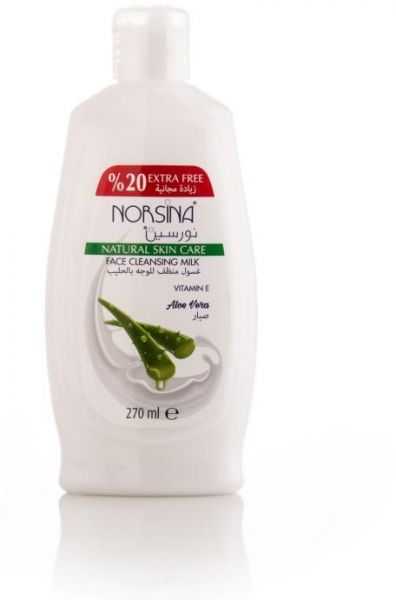 %20 EXTRA FREE
زيادة مجانية
NORSINA®
نورسين®
NATURAL SKIN CARE
FACE CLEANSING MILK
غسول منظف للوجه بالحليب
VITAMIN E
Aloe Vera
صبار
270 ml ℮